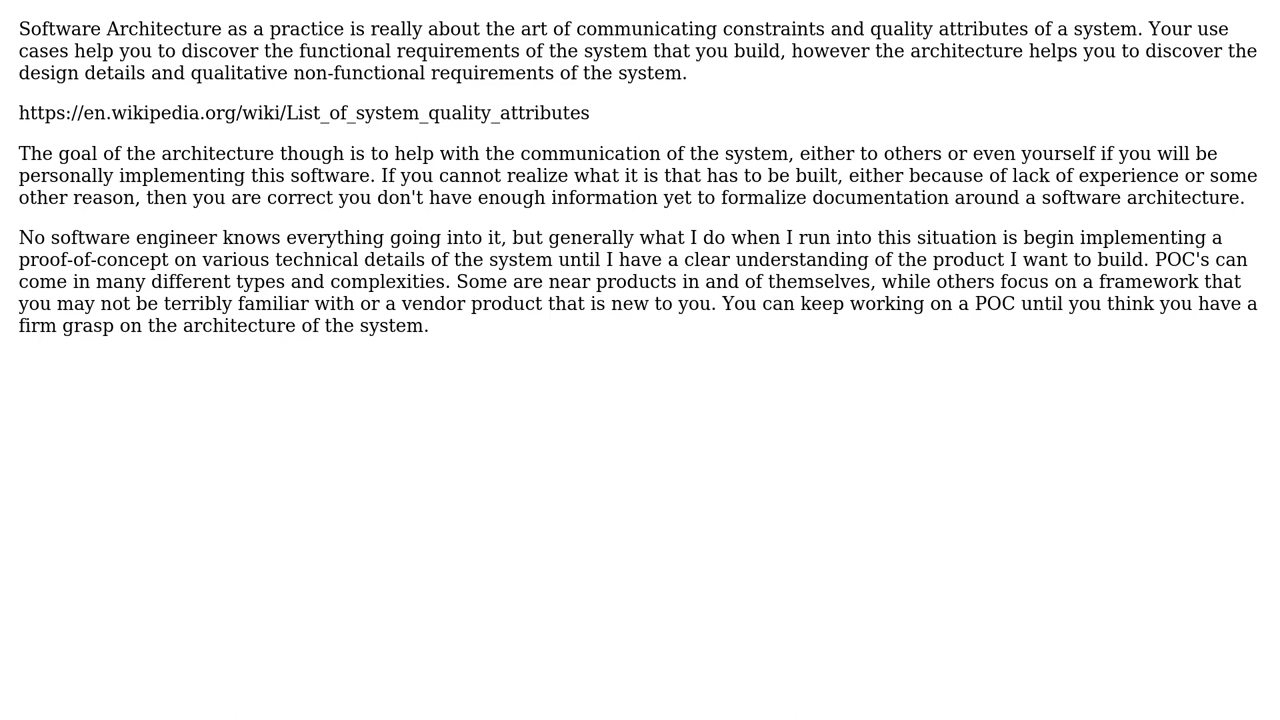 Software Architecture as a practice is really about the art of communicating constraints and quality attributes of a system. Your use
cases help you to discover the functional requirements of the system that you build, however the architecture helps you to discover the
design details and qualitative non-functional requirements of the system.
https://en.wikipedia.org/wiki/List_of_system_quality_attributes
The goal of the architecture though is to help with the communication of the system, either to others or even yourself if you will be
personally implementing this software. If you cannot realize what it is that has to be built, either because of lack of experience or some
other reason, then you are correct you don't have enough information yet to formalize documentation around a software architecture.
No software engineer knows everything going into it, but generally what I do when I run into this situation is begin implementing a
proof-of-concept on various technical details of the system until I have a clear understanding of the product I want to build. POC's can
come in many different types and complexities. Some are near products in and of themselves, while others focus on a framework that
you may not be terribly familiar with or a vendor product that is new to you. You can keep working on a POC until you think you have a
firm grasp on the architecture of the system.